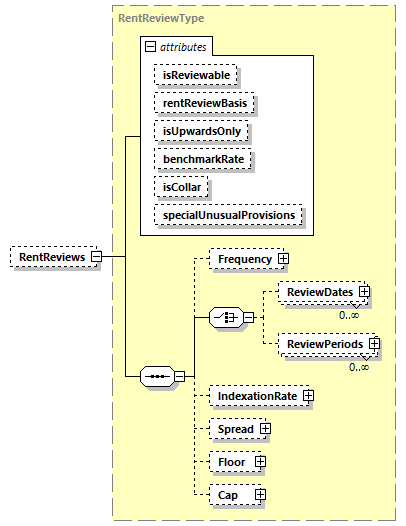 RentReviewType
attributes
isReviewable
rentReviewBasis
isUpwardsOnly
benchmarkRate
isCollar
specialUnusualProvisions
RentReviews
Frequency
ReviewDates
0..∞
ReviewPeriods
0..∞
IndexationRate
Spread
Floor
Cap